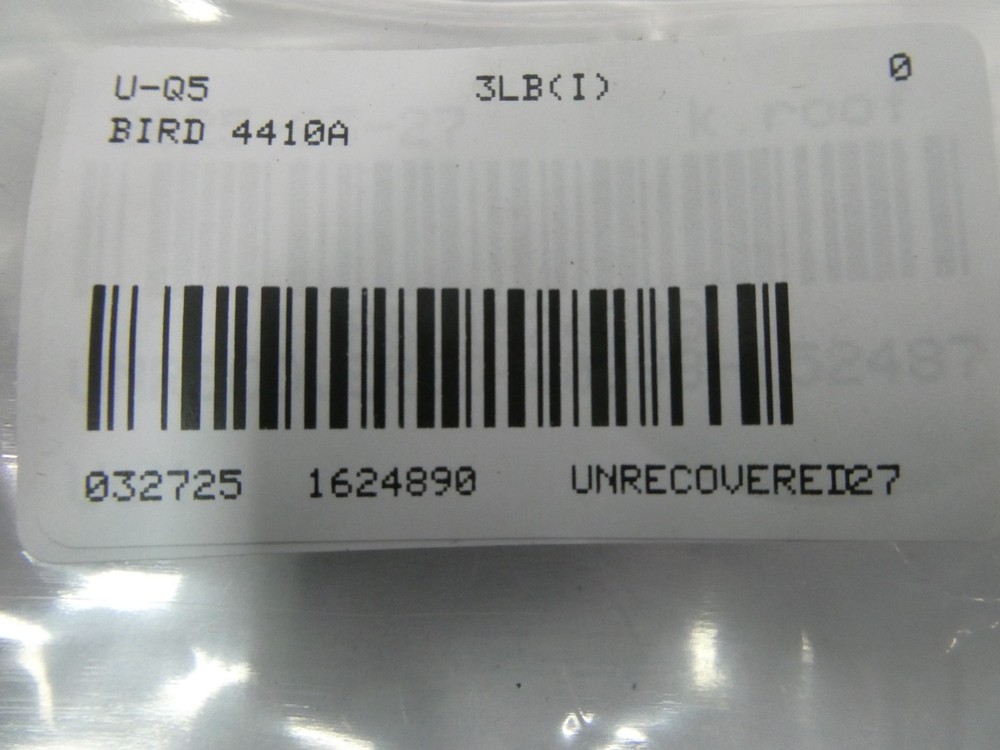 U-Q5 3LB(I) 0
BIRD 4410A
032725 1624890 UNRECOVERED27